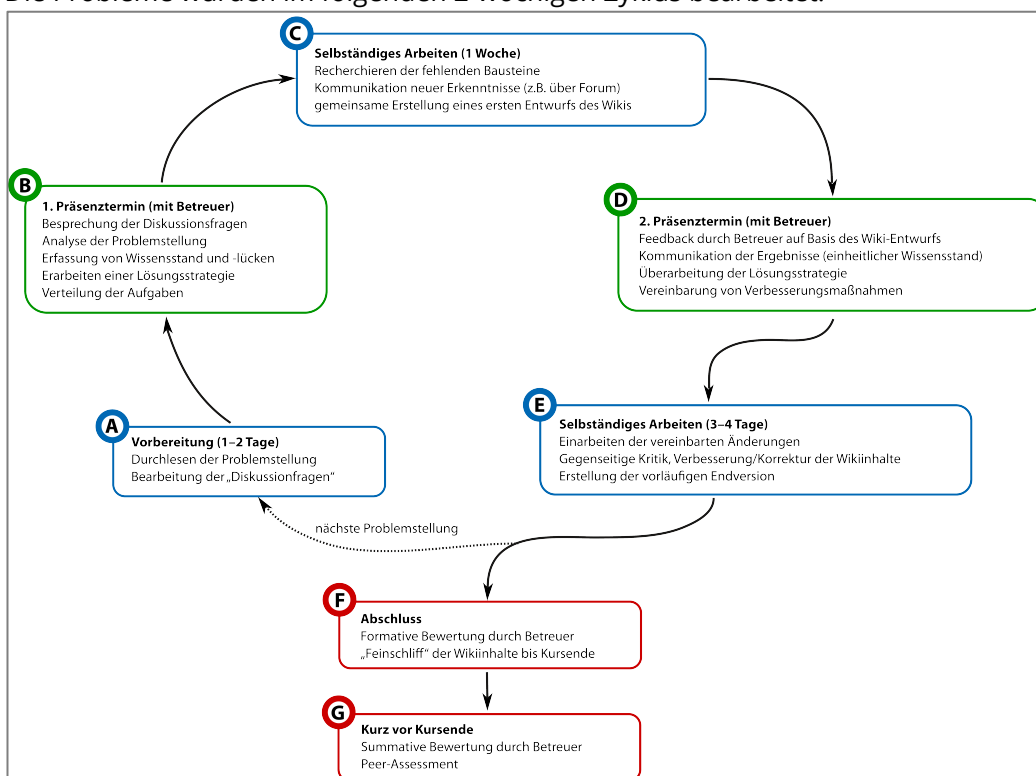 Die Probleme wurden im folgenden 2-wöchigen Zyklus bearbeitet:
C
Selbständiges Arbeiten (1 Woche)
Recherchieren der fehlenden Bausteine
Kommunikation neuer Erkenntnisse (z.B. über Forum)
gemeinsame Erstellung eines ersten Entwurfs des Wikis
B
1. Präsenztermin (mit Betreuer)
Besprechung der Diskussionsfragen
Analyse der Problemstellung
Erfassung von Wissensstand und -lücken
Erarbeiten einer Lösungsstrategie
Verteilung der Aufgaben
D
2. Präsenztermin (mit Betreuer)
Feedback durch Betreuer auf Basis des Wiki-Entwurfs
Kommunikation der Ergebnisse (einheitlicher Wissensstand)
Überarbeitung der Lösungsstrategie
Vereinbarung von Verbesserungsmaßnahmen
A
Vorbereitung (1–2 Tage)
Durchlesen der Problemstellung
Bearbeitung der „Diskussionfragen“
E
Selbständiges Arbeiten (3–4 Tage)
Einarbeiten der vereinbarten Änderungen
Gegenseitige Kritik, Verbesserung/Korrektur der Wikiinhalte
Erstellung der vorläufigen Endversion
nächste Problemstellung
F
Abschluss
Formative Bewertung durch Betreuer
„Feinschliff“ der Wikiinhalte bis Kursende
G
Kurz vor Kursende
Summative Bewertung durch Betreuer
Peer-Assessment